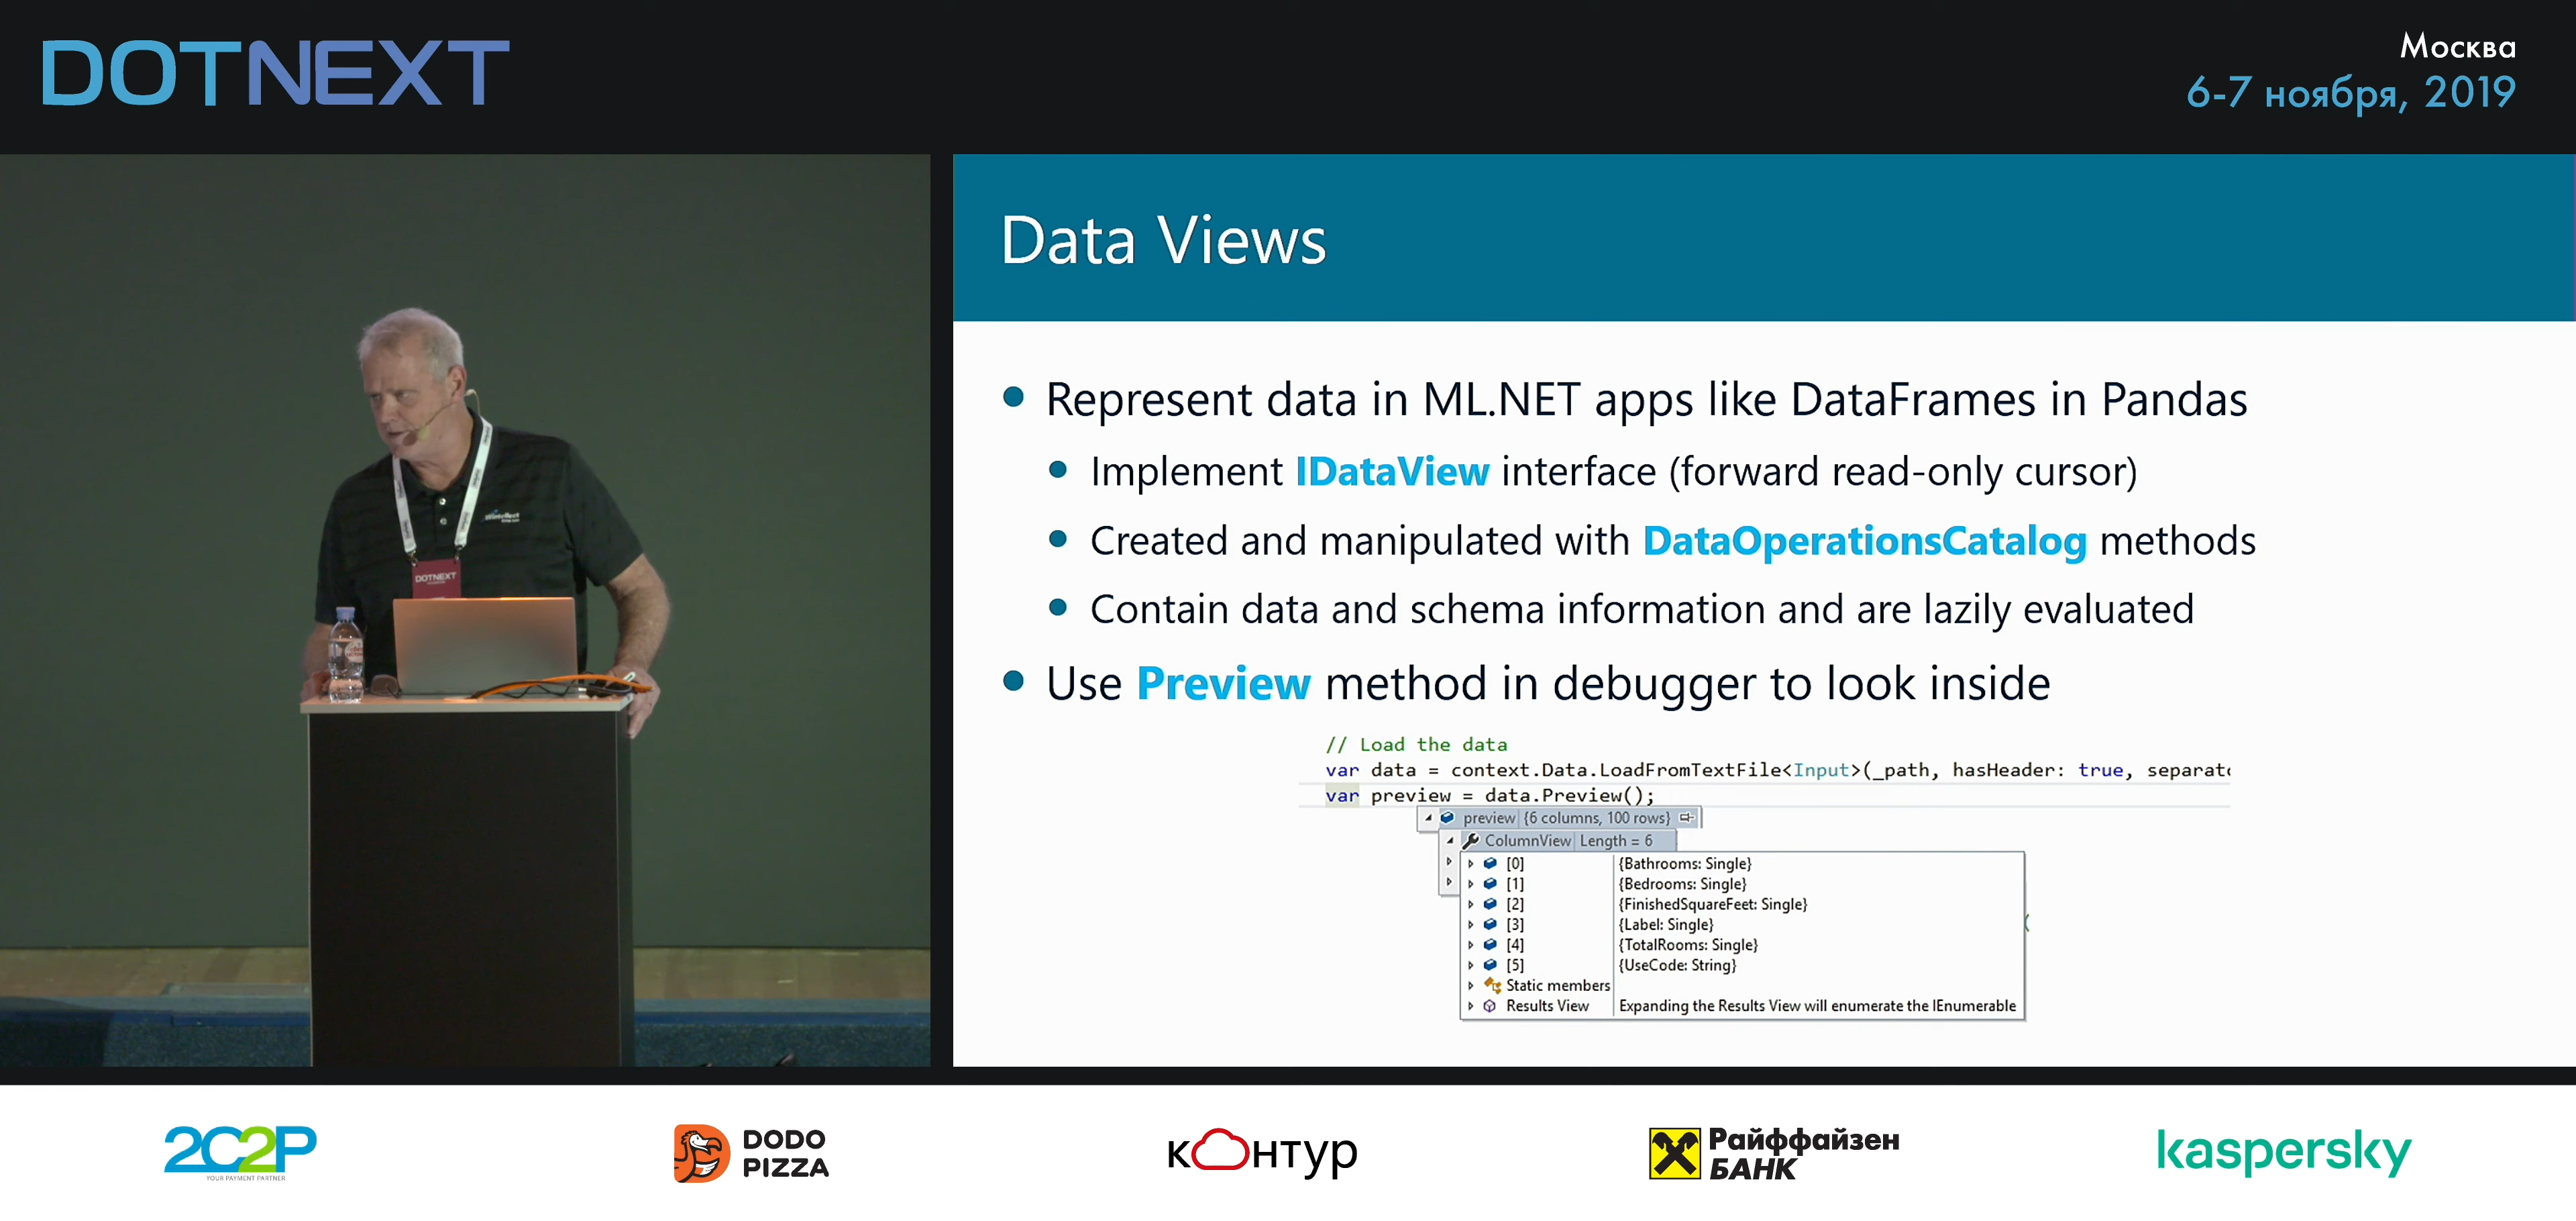 DOTNEXT
Москва
6-7 ноября, 2019
Data Views
Represent data in ML.NET apps like DataFrames in Pandas
Implement IDataView interface (forward read-only cursor)
Created and manipulated with DataOperationsCatalog methods
Contain data and schema information and are lazily evaluated
Use Preview method in debugger to look inside
// Load the data
var data = context.Data.LoadFromTextFile<Input>(_path, hasHeader: true, separat
var preview = data.Preview();
preview {6 columns, 100 rows}
ColumnView Length = 6
[0] {Bathrooms: Single}
[1] {Bedrooms: Single}
[2] {FinishedSquareFeet: Single}
[3] {Label: Single}
[4] {TotalRooms: Single}
[5] {UseCode: String}
Static members
Results View Expanding the Results View will enumerate the IEnumerable
DOTNEXT
2C2P
YOUR PAYMENT PARTNER
DODO
PIZZA
контур
Райффайзен
БАНК
kaspersky